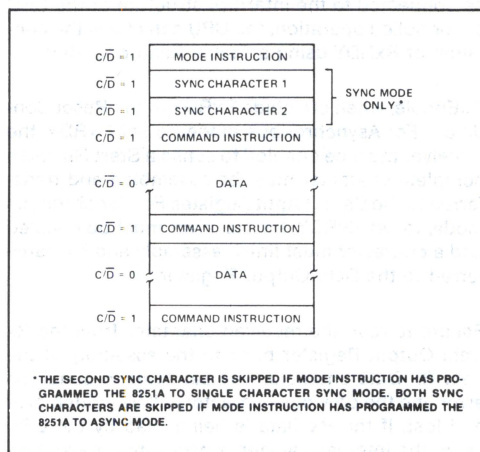 C/D̅ = 1 MODE INSTRUCTION
C/D̅ = 1 SYNC CHARACTER 1
SYNC MODE
ONLY*
C/D̅ = 1 SYNC CHARACTER 2
C/D̅ = 1 COMMAND INSTRUCTION
C/D̅ = 0 DATA
C/D̅ = 1 COMMAND INSTRUCTION
C/D̅ = 0 DATA
C/D̅ = 1 COMMAND INSTRUCTION
*THE SECOND SYNC CHARACTER IS SKIPPED IF MODE INSTRUCTION HAS PRO-
GRAMMED THE 8251A TO SINGLE CHARACTER SYNC MODE. BOTH SYNC
CHARACTERS ARE SKIPPED IF MODE INSTRUCTION HAS PROGRAMMED THE
8251A TO ASYNC MODE.